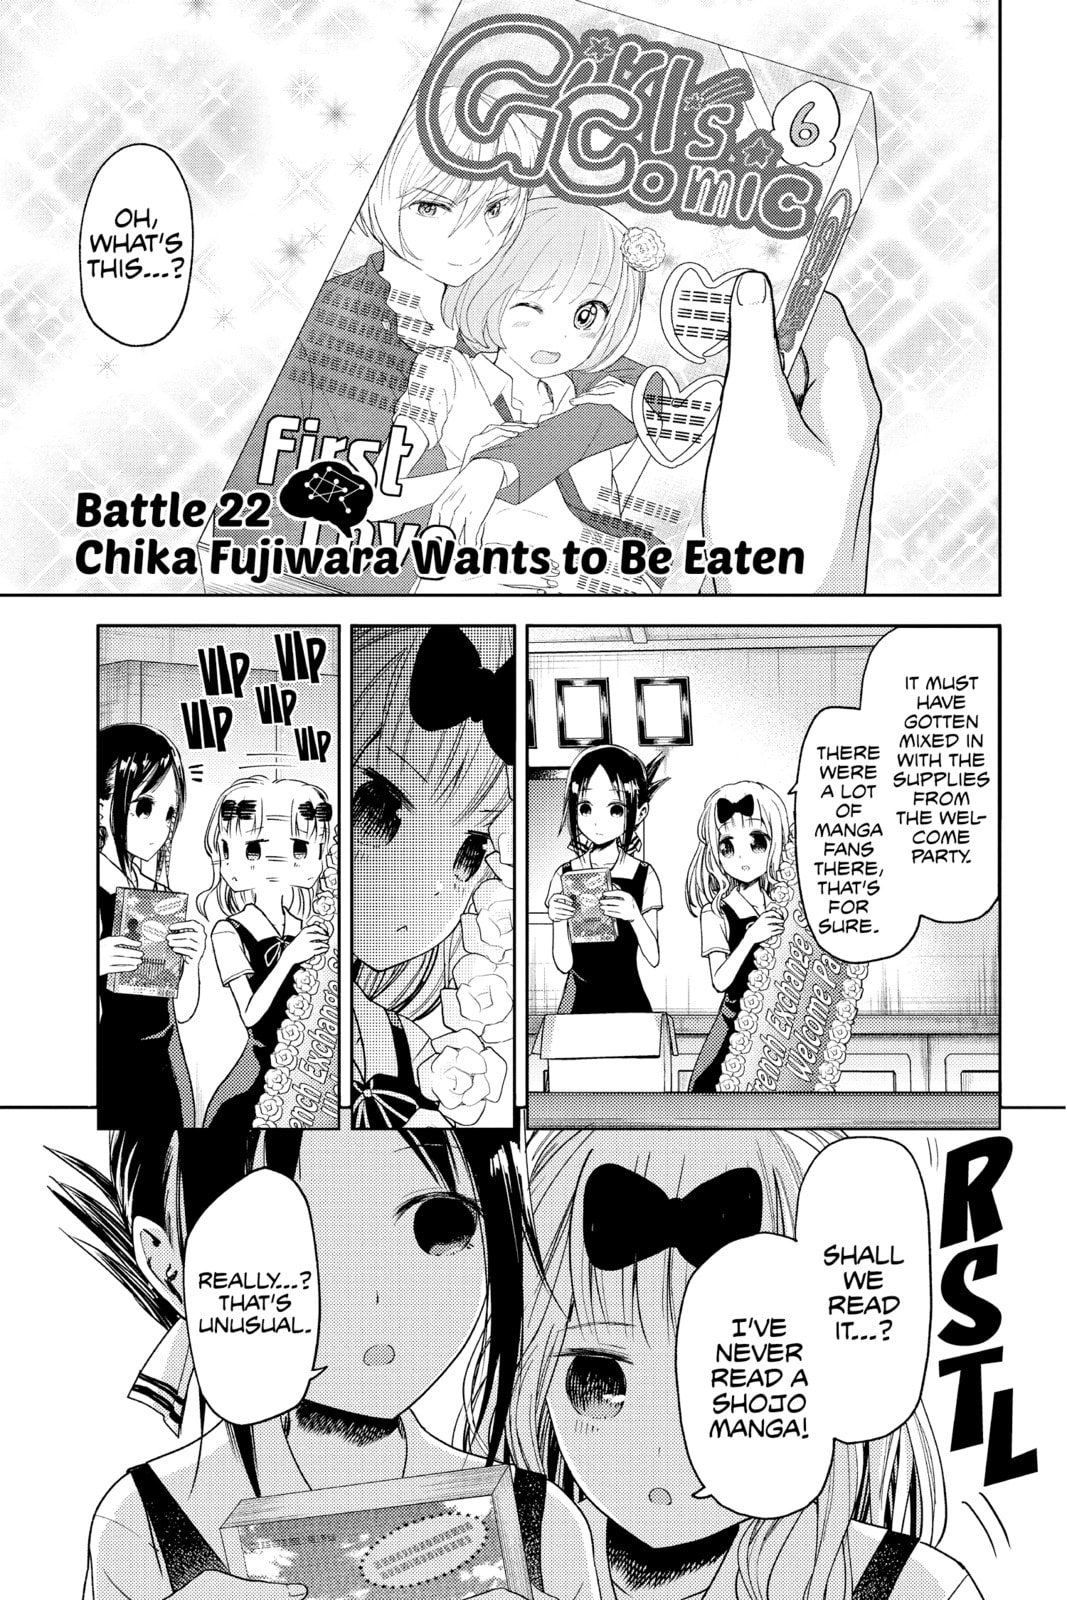 Girl's
Comic
6
OH,
WHAT'S
THIS...?
First
Love
Battle 22
Chika Fujiwara Wants to Be Eaten
IT MUST
HAVE
GOTTEN
MIXED IN
WITH THE
SUPPLIES
FROM
THE WEL-
COME
PARTY.
THERE
WERE
A LOT
OF
MANGA
FANS
THERE,
THAT'S
FOR
SURE.
French Exchange
Welcome Pa
VIP
VIP
VIP
VIP
VIP
ench Exchange
SHALL
WE
READ
IT...?
I'VE
NEVER
READ A
SHOJO
MANGA!
RSTL
REALLY...?
THAT'S
UNUSUAL.